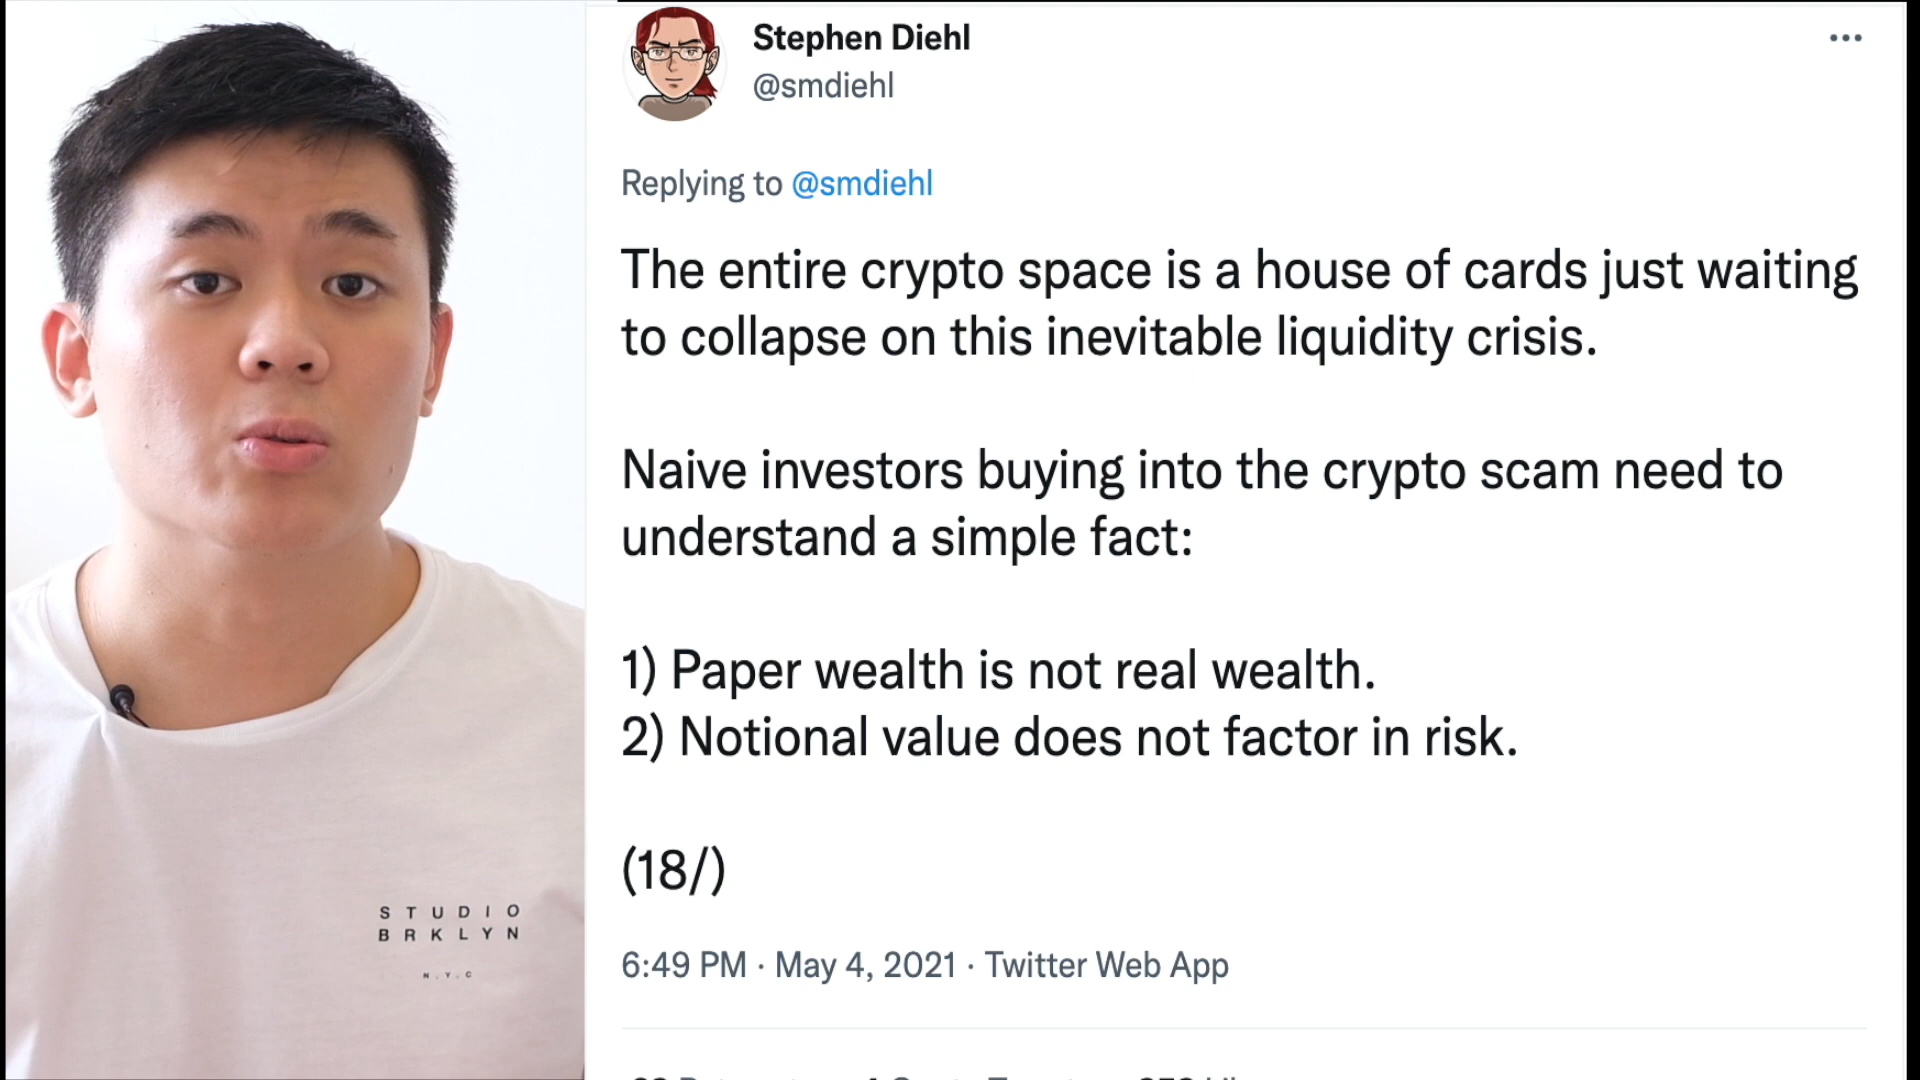 Stephen Diehl
@smdiehl
Replying to @smdiehl
The entire crypto space is a house of cards just waiting
to collapse on this inevitable liquidity crisis.
Naive investors buying into the crypto scam need to
understand a simple fact:
1) Paper wealth is not real wealth.
2) Notional value does not factor in risk.
(18/)
6:49 PM · May 4, 2021 · Twitter Web App
STUDIO
BRKLYN
N.Y.C